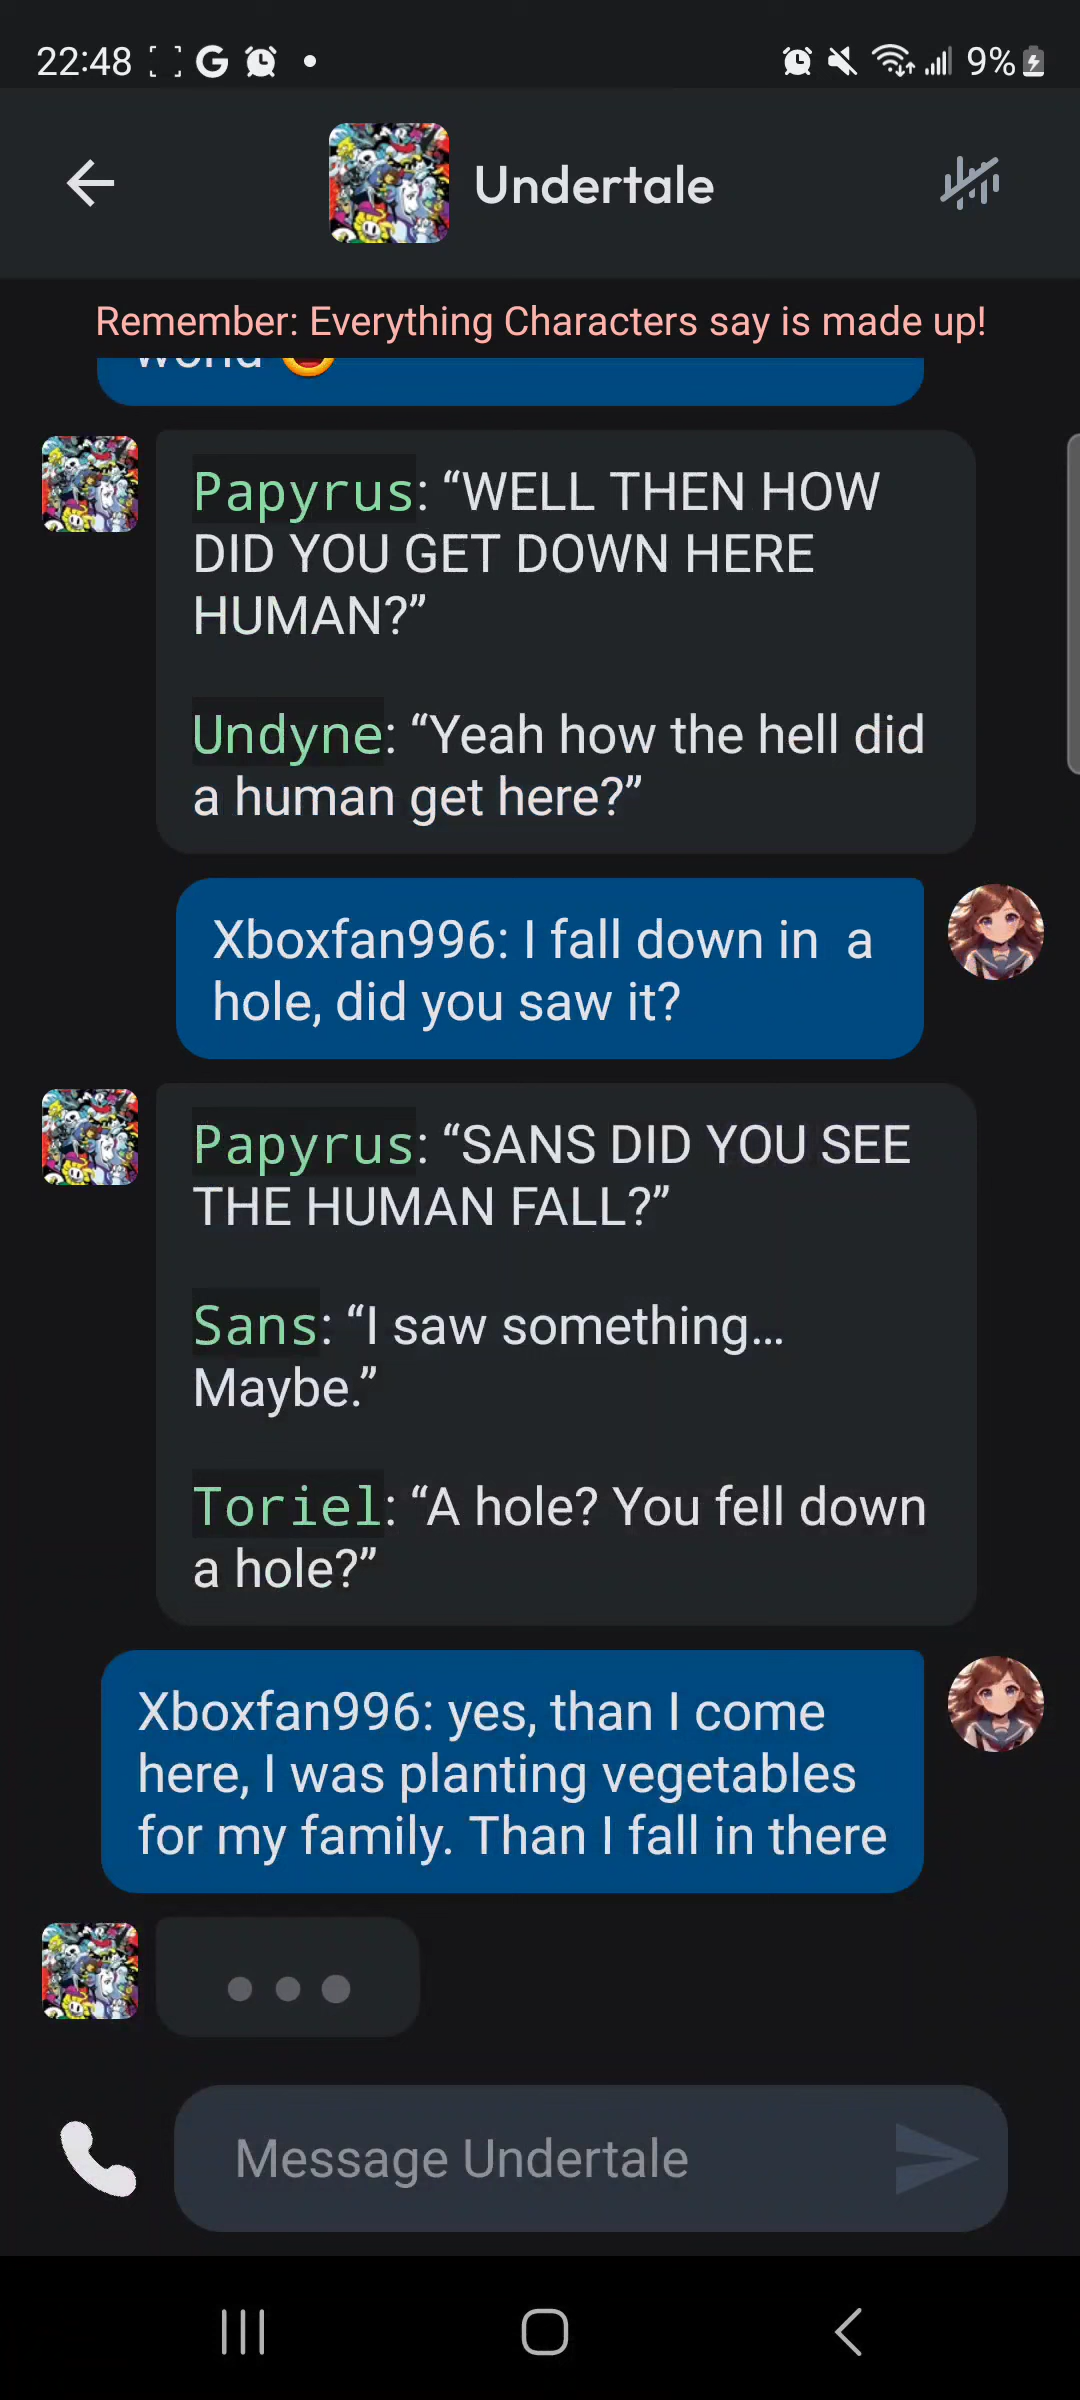 22:48
9%
Undertale
Remember: Everything Characters say is made up!
world
Papyrus: “WELL THEN HOW
DID YOU GET DOWN HERE
HUMAN?”
Undyne: “Yeah how the hell did
a human get here?”
Xboxfan996: I fall down in  a
hole, did you saw it?
Papyrus: “SANS DID YOU SEE
THE HUMAN FALL?”
Sans: “I saw something...
Maybe.”
Toriel: “A hole? You fell down
a hole?”
Xboxfan996: yes, than I come
here, I was planting vegetables
for my family. Than I fall in there
Message Undertale